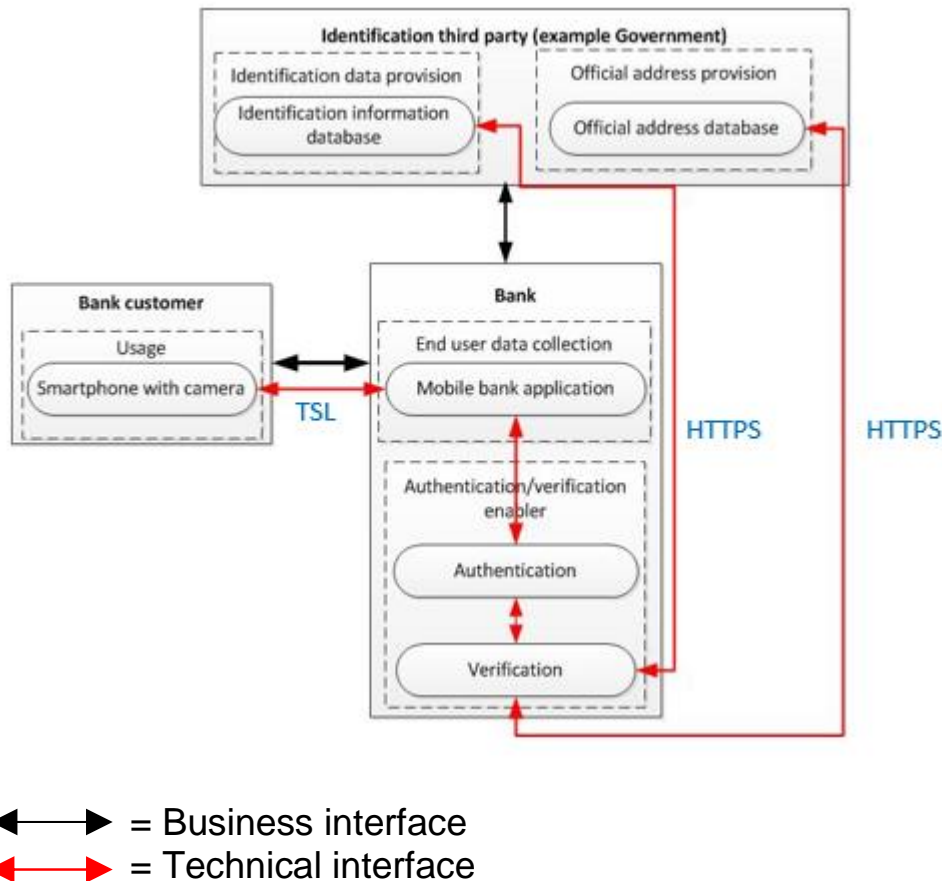 Identification third party (example Government)
Identification data provision
Identification information
database
Official address provision
Official address database
Bank customer
Usage
Smartphone with camera
TSL
Bank
End user data collection
Mobile bank application
HTTPS
HTTPS
Authentication/verification
enabler
Authentication
Verification
= Business interface
= Technical interface